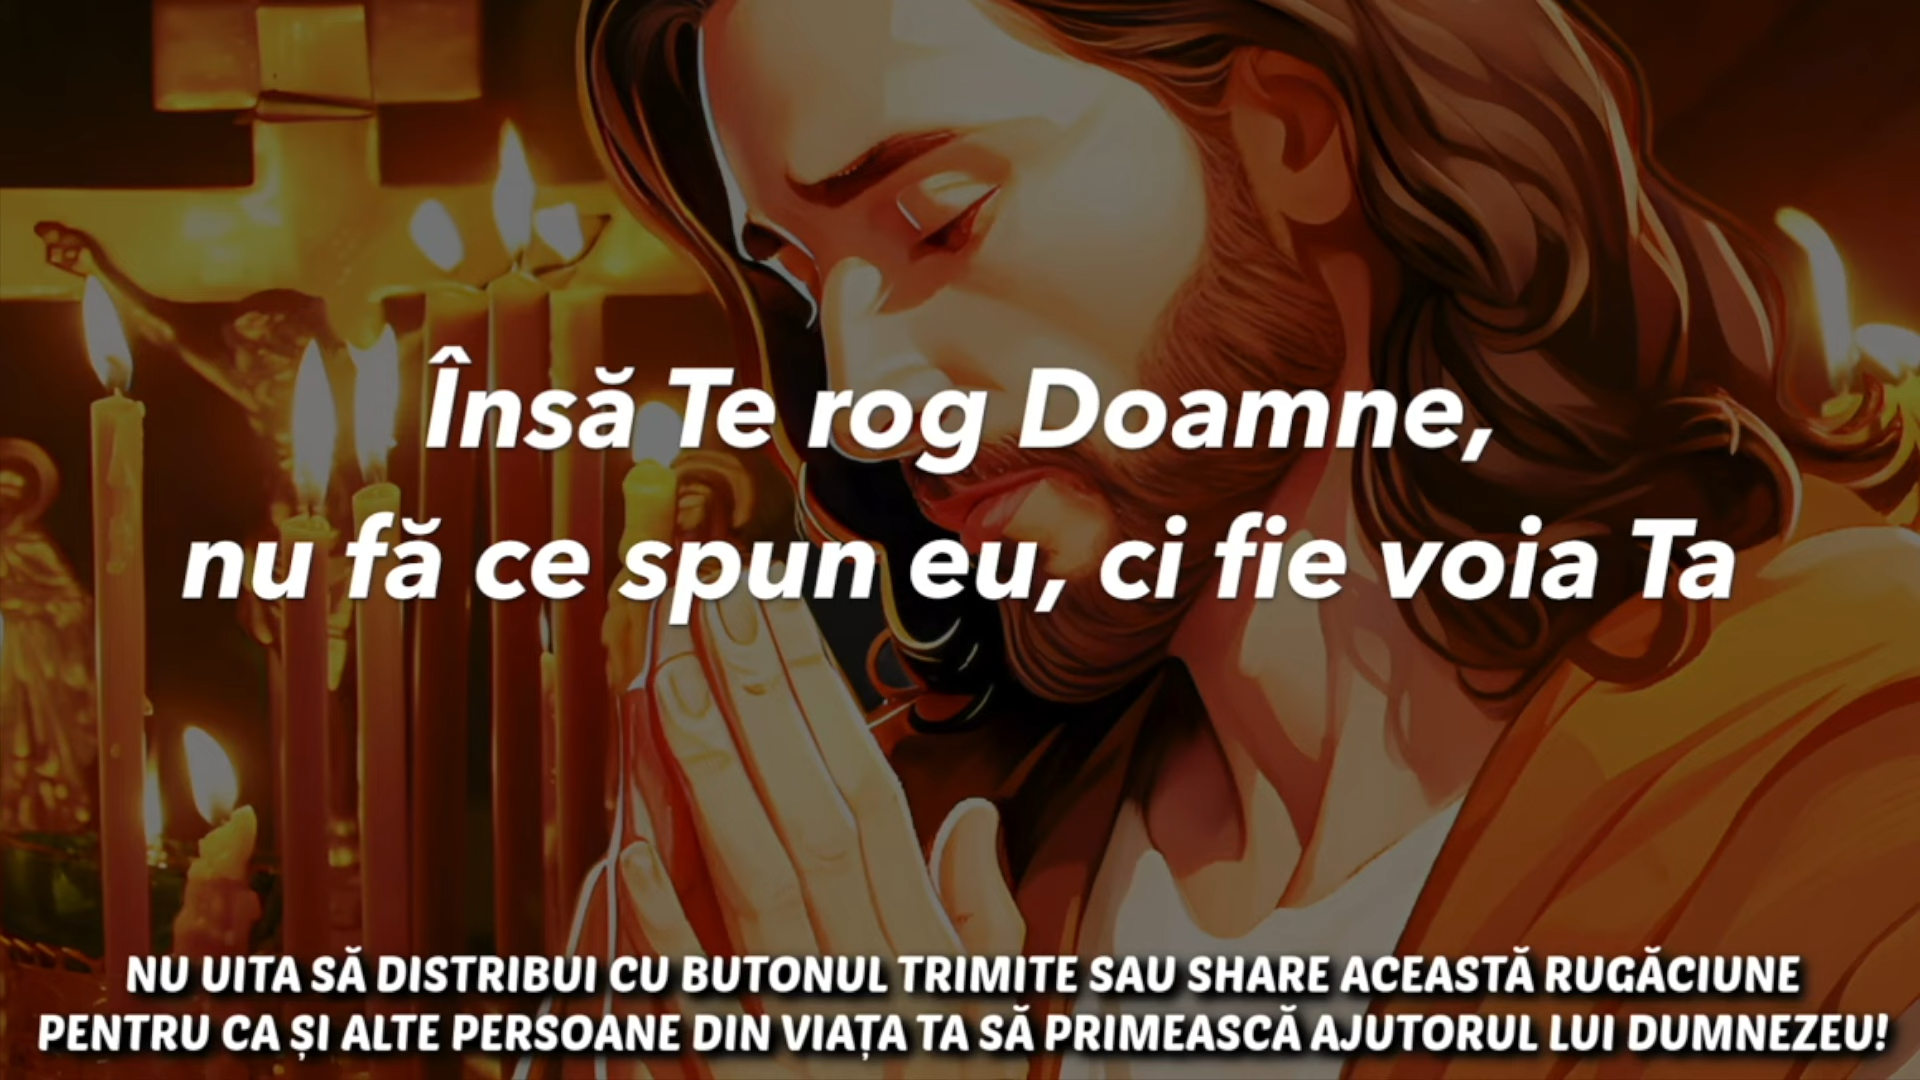 Însă Te rog Doamne,
nu fă ce spun eu, ci fie voia Ta
NU UITA SĂ DISTRIBUI CU BUTONUL TRIMITE SAU SHARE ACEASTĂ RUGĂCIUNE
PENTRU CA ȘI ALTE PERSOANE DIN VIAȚA TA SĂ PRIMEASCĂ AJUTORUL LUI DUMNEZEU!